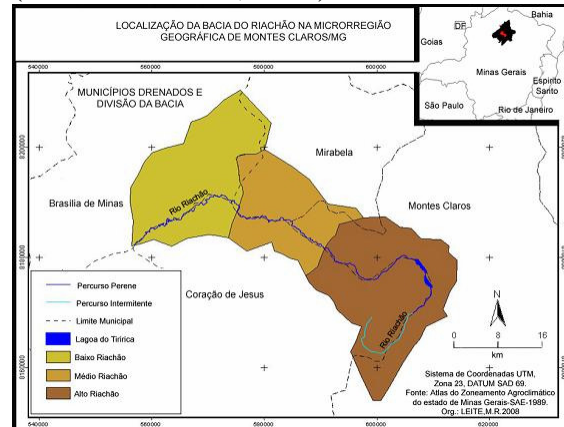 LOCALIZAÇÃO DA BACIA DO RIACHÃO NA MICRORREGIÃO
GEOGRÁFICA DE MONTES CLAROS/MG
DF
Bahia
Goias
Minas Gerais
Espirito
Santo
São Paulo
Rio de Janeiro
540000
560000
580000
600000
620000
MUNICÍPIOS DRENADOS E
DIVISÃO DA BACIA
8200000
8200000
Mirabela
Brasilia de Minas
Rio Riachão
Montes Claros
8180000
8180000
Coração de Jesus
Percurso Perene
Percurso Intermitente
Limite Municipal
Lagoa do Tiririca
Baixo Riachão
Médio Riachão
Alto Riachão
Rio Riachão
N
0 8 16
km
8160000
8160000
Sistema de Coordenadas UTM,
Zona 23, DATUM SAD 69.
Fonte: Atlas do Zoneamento Agroclimático
do estado de Minas Gerais-SAE-1989.
Org.: LEITE,M.R.2008
540000
560000
580000
600000
620000